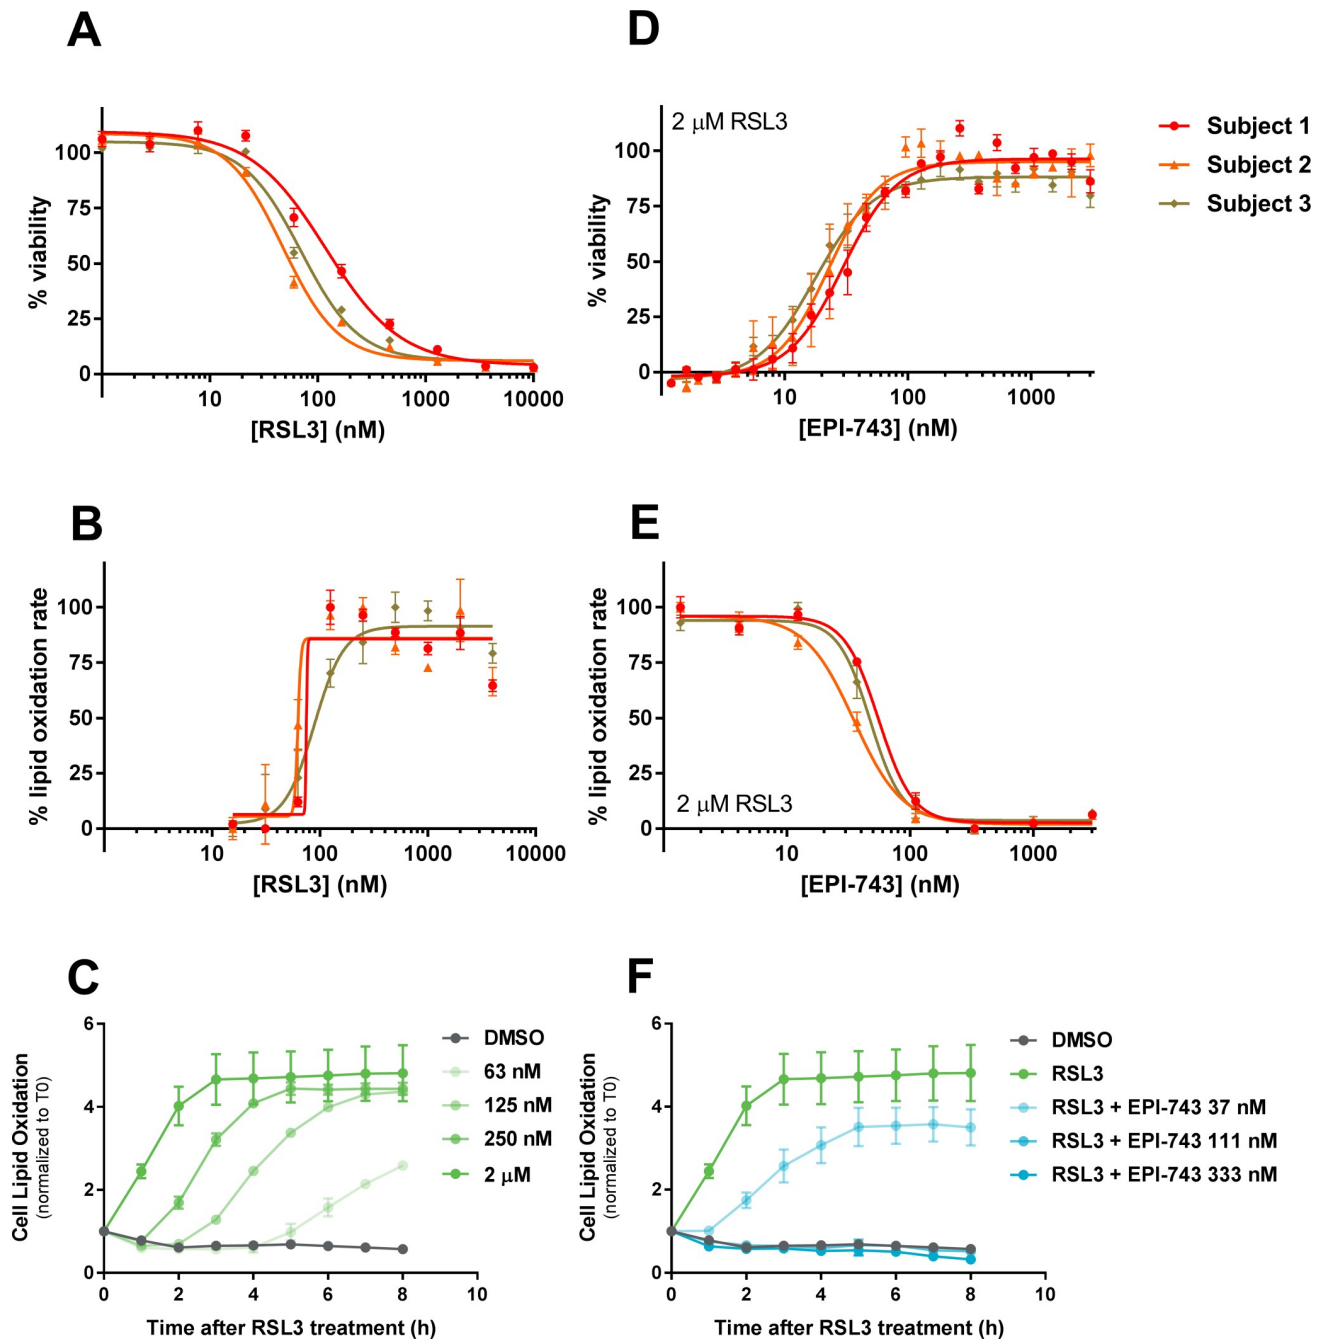 A
% viability
100
75
50
25
0
10
100
1000
10000
[RSL3] (nM)
D
2 μM RSL3
% viability
100
75
50
25
0
10
100
1000
[EPI-743] (nM)
Subject 1
Subject 2
Subject 3
B
% lipid oxidation rate
100
75
50
25
0
10
100
1000
10000
[RSL3] (nM)
E
% lipid oxidation rate
100
75
50
25
0
2 μM RSL3
10
100
1000
[EPI-743] (nM)
C
Cell Lipid Oxidation
(normalized to T0)
6
4
2
0
0
2
4
6
8
10
Time after RSL3 treatment (h)
DMSO
63 nM
125 nM
250 nM
2 μM
F
Cell Lipid Oxidation
(normalized to T0)
6
4
2
0
0
2
4
6
8
10
Time after RSL3 treatment (h)
DMSO
RSL3
RSL3 + EPI-743 37 nM
RSL3 + EPI-743 111 nM
RSL3 + EPI-743 333 nM